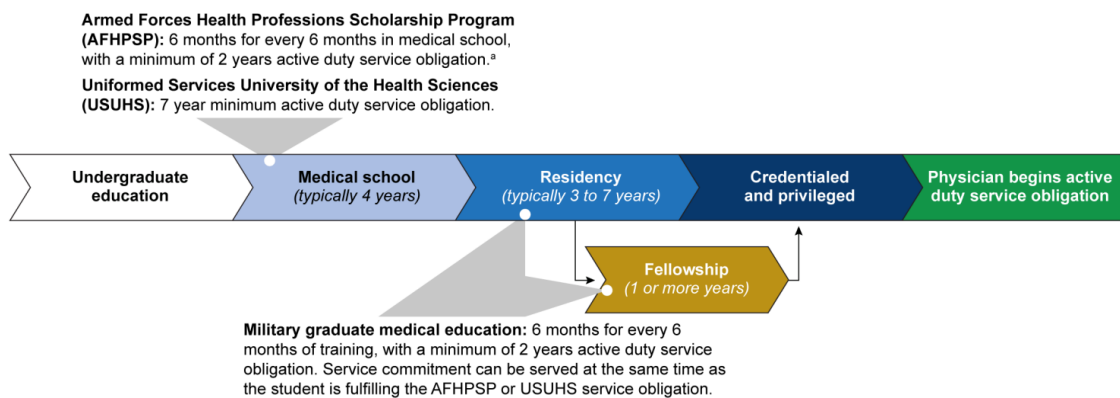 Armed Forces Health Professions Scholarship Program
(AFHPSP): 6 months for every 6 months in medical school,
with a minimum of 2 years active duty service obligation.ᵃ
Uniformed Services University of the Health Sciences
(USUHS): 7 year minimum active duty service obligation.
Undergraduate
education
Medical school
(typically 4 years)
Residency
(typically 3 to 7 years)
Credentialed
and privileged
Physician begins active
duty service obligation
Fellowship
(1 or more years)
Military graduate medical education: 6 months for every 6
months of training, with a minimum of 2 years active duty service
obligation. Service commitment can be served at the same time as
the student is fulfilling the AFHPSP or USUHS service obligation.